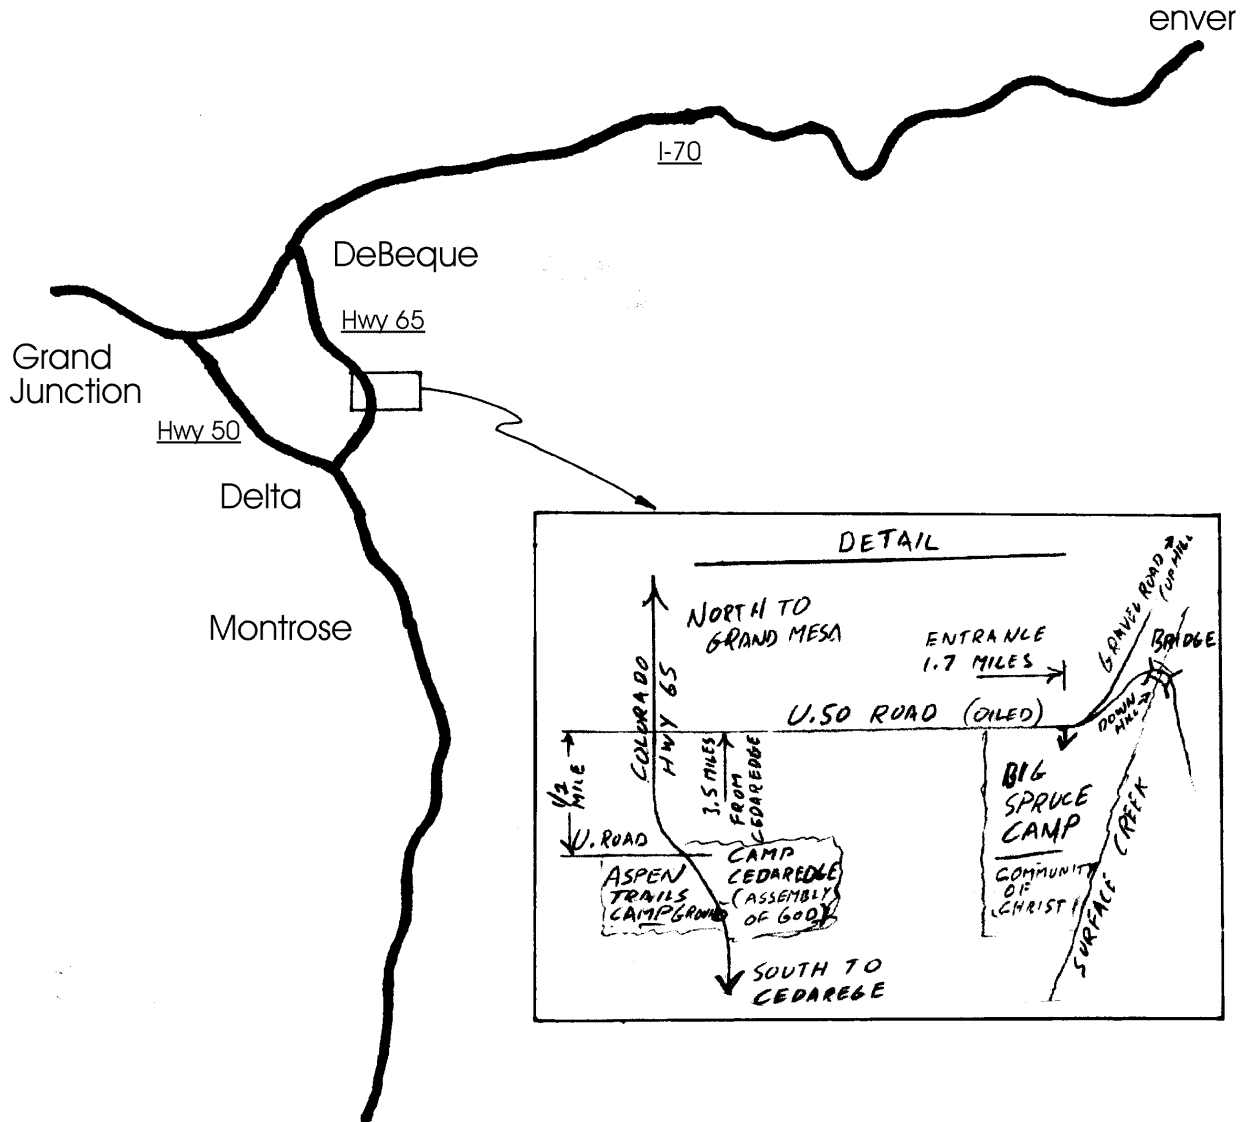 enver
I-70
DeBeque
Hwy 65
Grand
Junction
Hwy 50
Delta
Montrose
DETAIL
NORTH TO
GRAND MESA
COLORADO
HWY 65
ENTRANCE
1.7 MILES
GRAVEL ROAD
(UPHILL
BRIDGE
DOWN
HILL
U.50 ROAD (OILED)
1/2
MILE
3.5 MILES
FROM
CEDAREDGE
U. ROAD
ASPEN
TRAILS
CAMPGROUND
CAMP
CEDAREDGE
(ASSEMBLY
OF GOD)
BIG
SPRUCE
CAMP
COMMUNITY
OF
CHRIST
SURFACE CREEK
SOUTH TO
CEDAREGE